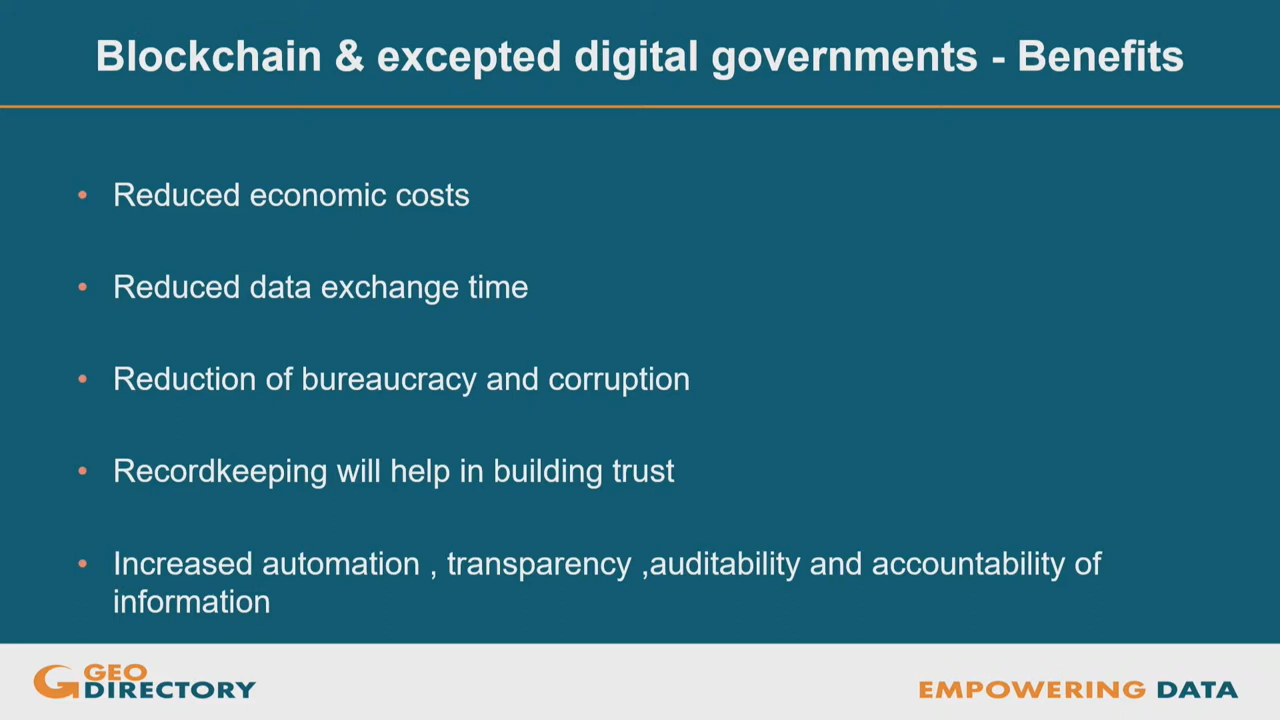 Blockchain & excepted digital governments - Benefits
• Reduced economic costs
• Reduced data exchange time
• Reduction of bureaucracy and corruption
• Recordkeeping will help in building trust
• Increased automation , transparency ,auditability and accountability of
information
GEO
DIRECTORY
EMPOWERING DATA